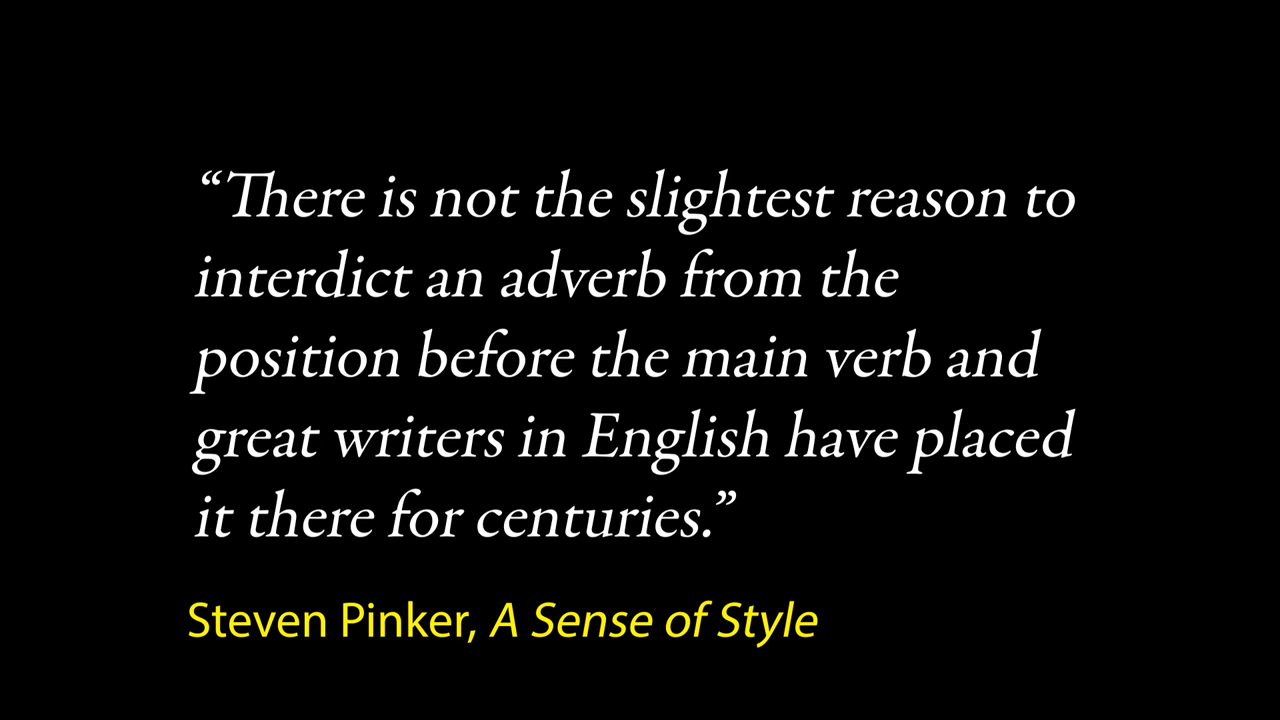 “There is not the slightest reason to
interdict an adverb from the
position before the main verb and
great writers in English have placed
it there for centuries.”
Steven Pinker, A Sense of Style